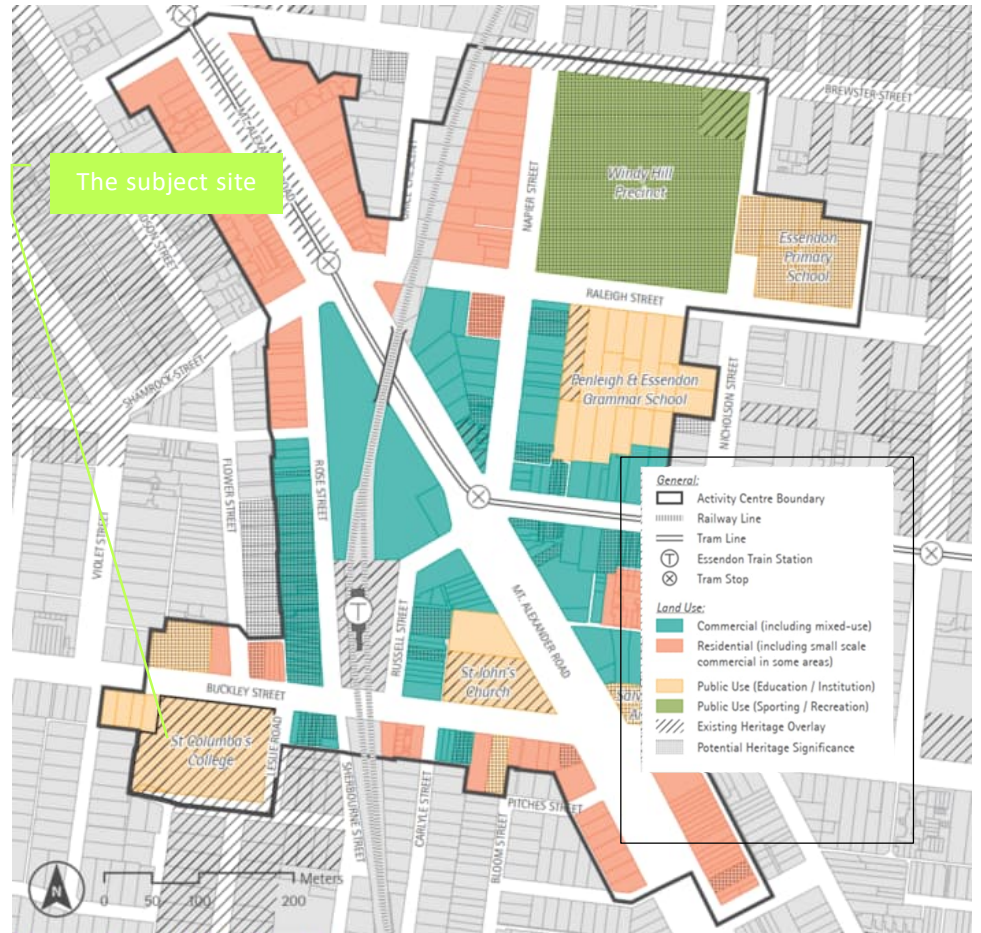 The subject site
MT. ALEXANDER ROAD
BREWSTER STREET
GRICE CRESCENT
NAPIER STREET
Windy Hill
Precinct
Essendon
Primary
School
RALEIGH STREET
SHAMROCK STREET
Penleigh & Essendon
Grammar School
NICHOLSON STREET
FLOWER STREET
ROSE STREET
VIOLET STREET
RUSSELL STREET
MT. ALEXANDER ROAD
St John's
Church
BUCKLEY STREET
St Columba's
College
LESLIE ROAD
SHERBOURNE STREET
CARLYLE STREET
PITCHES STREET
BLOOM STREET
General:
Activity Centre Boundary
Railway Line
Tram Line
T Essendon Train Station
Tram Stop
Land Use:
Commercial (including mixed-use)
Residential (including small scale
commercial in some areas)
Public Use (Education / Institution)
Public Use (Sporting / Recreation)
Existing Heritage Overlay
Potential Heritage Significance
T
N
Meters
0 50 100 200